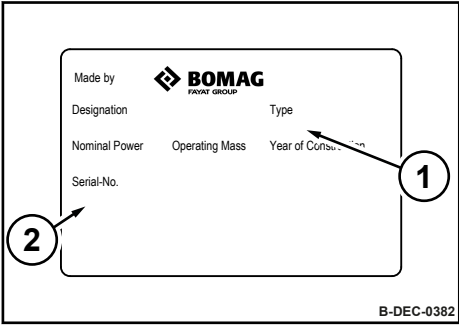 Made by BOMAG
FAYAT GROUP
Designation Type
Nominal Power Operating Mass Year of
Serial-No.
1
2
B-DEC-0382